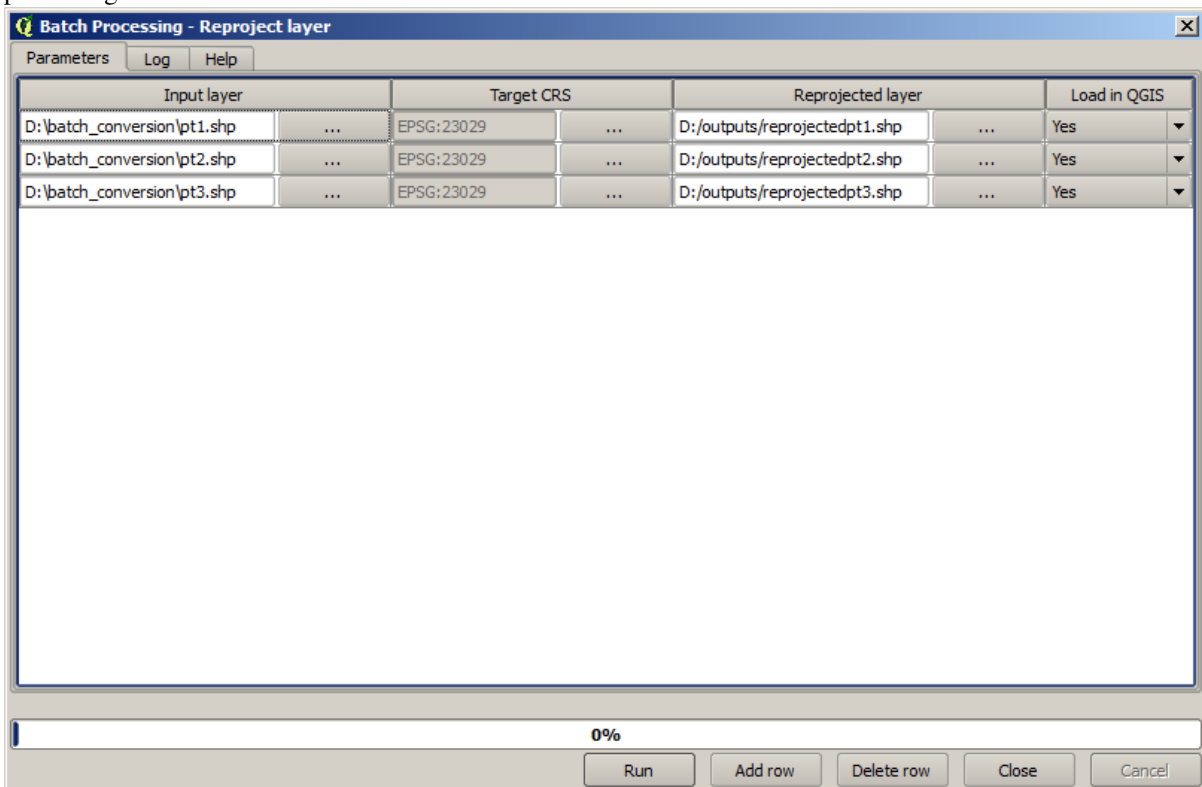 Batch Processing - Reproject layer
Parameters Log Help
Input layer Target CRS Reprojected layer Load in QGIS
D:\batch_conversion\pt1.shp ... EPSG:23029 ... D:/outputs/reprojectedpt1.shp ... Yes
D:\batch_conversion\pt2.shp ... EPSG:23029 ... D:/outputs/reprojectedpt2.shp ... Yes
D:\batch_conversion\pt3.shp ... EPSG:23029 ... D:/outputs/reprojectedpt3.shp ... Yes
0%
Run Add row Delete row Close Cancel